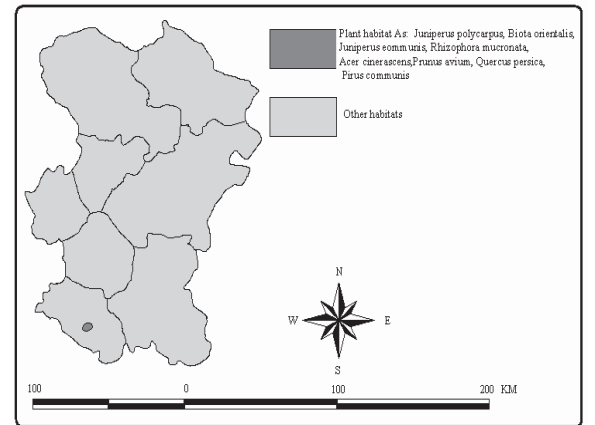 Plant habitat As: Juniperus polycarpus, Biota orientalis,
Juniperus eommunis, Rhizophora mucronata,
Acer cinerascens,Prunus avium, Quercus persica,
Pirus communis
Other habitats
N
W E
S
100 0 100 200 KM